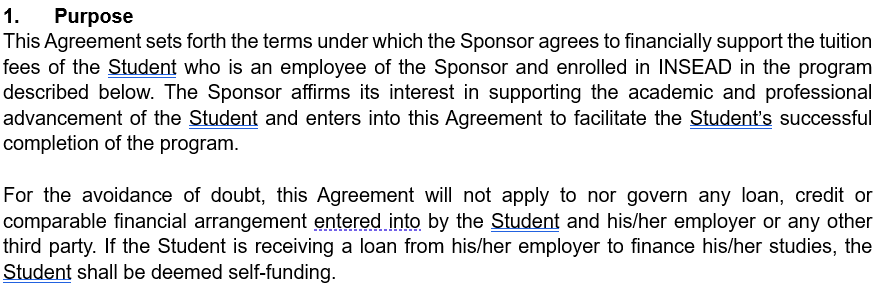 1. Purpose
This Agreement sets forth the terms under which the Sponsor agrees to financially support the tuition
fees of the Student who is an employee of the Sponsor and enrolled in INSEAD in the program
described below. The Sponsor affirms its interest in supporting the academic and professional
advancement of the Student and enters into this Agreement to facilitate the Student's successful
completion of the program.
For the avoidance of doubt, this Agreement will not apply to nor govern any loan, credit or
comparable financial arrangement entered into by the Student and his/her employer or any other
third party. If the Student is receiving a loan from his/her employer to finance his/her studies, the
Student shall be deemed self-funding.